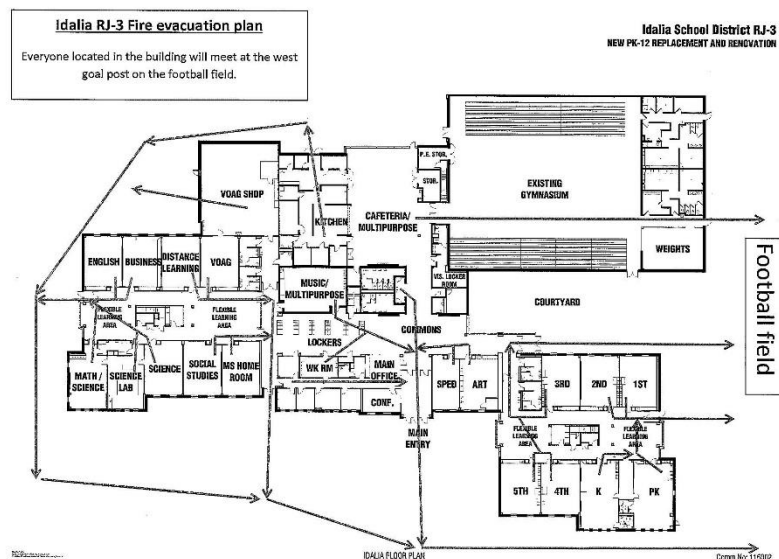 Idalia RJ-3 Fire evacuation plan
Everyone located in the building will meet at the west
goal post on the football field.
Idalia School District RJ-3
NEW PK-12 REPLACEMENT AND RENOVATION
P.E. STOR.
STOR.
VOAG SHOP
EXISTING
GYMNASIUM
KITCHEN
CAFETERIA/
MULTIPURPOSE
WEIGHTS
ENGLISH
BUSINESS
DISTANCE
LEARNING
VOAG
VIS. LOCKER
ROOM
MUSIC/
MULTIPURPOSE
COURTYARD
Football field
FLEXIBLE
LEARNING
AREA
FLEXIBLE
LEARNING
AREA
LOCKERS
COMMONS
MATH /
SCIENCE
SCIENCE
LAB
SCIENCE
SOCIAL
STUDIES
MS HOME
ROOM
WK RM
MAIN
OFFICE
CONF.
SPED
ART
3RD
2ND
1ST
MAIN
ENTRY
FLEXIBLE
LEARNING
AREA
FLEXIBLE
LEARNING
AREA
5TH
4TH
K
PK
IDALIA FLOOR PLAN